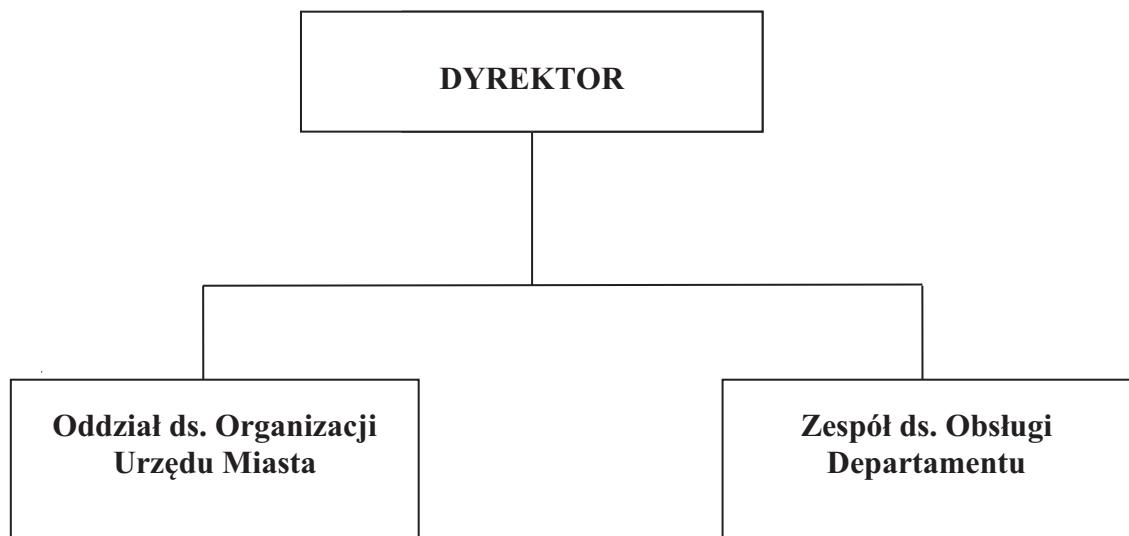 DYREKTOR
Oddział ds. Organizacji
Urzędu Miasta
Zespół ds. Obsługi
Departamentu